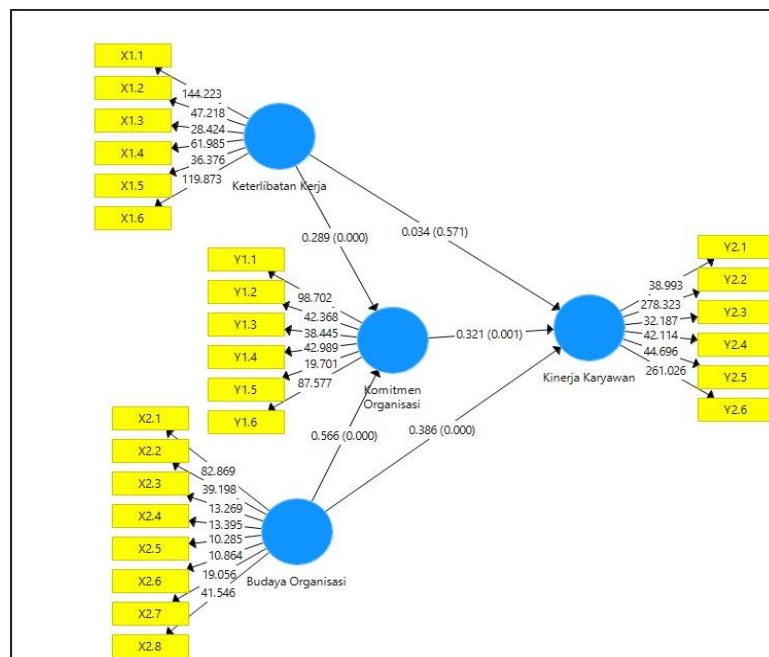 X1.1
X1.2
X1.3
X1.4
X1.5
X1.6
144.223
47.218
28.424
61.985
36.376
119.873
Keterlibatan Kerja
0.289 (0.000)
0.034 (0.571)
Y1.1
Y1.2
Y1.3
Y1.4
Y1.5
Y1.6
98.702
42.368
38.445
42.989
19.701
87.577
Komitmen
Organisasi
0.321 (0.001)
Kinerja Karyawan
38.993
278.323
32.187
42.114
44.696
261.026
Y2.1
Y2.2
Y2.3
Y2.4
Y2.5
Y2.6
0.566 (0.000)
0.386 (0.000)
X2.1
X2.2
X2.3
X2.4
X2.5
X2.6
X2.7
X2.8
82.869
39.198
13.269
13.395
10.285
10.864
19.056
41.546
Budaya Organisasi